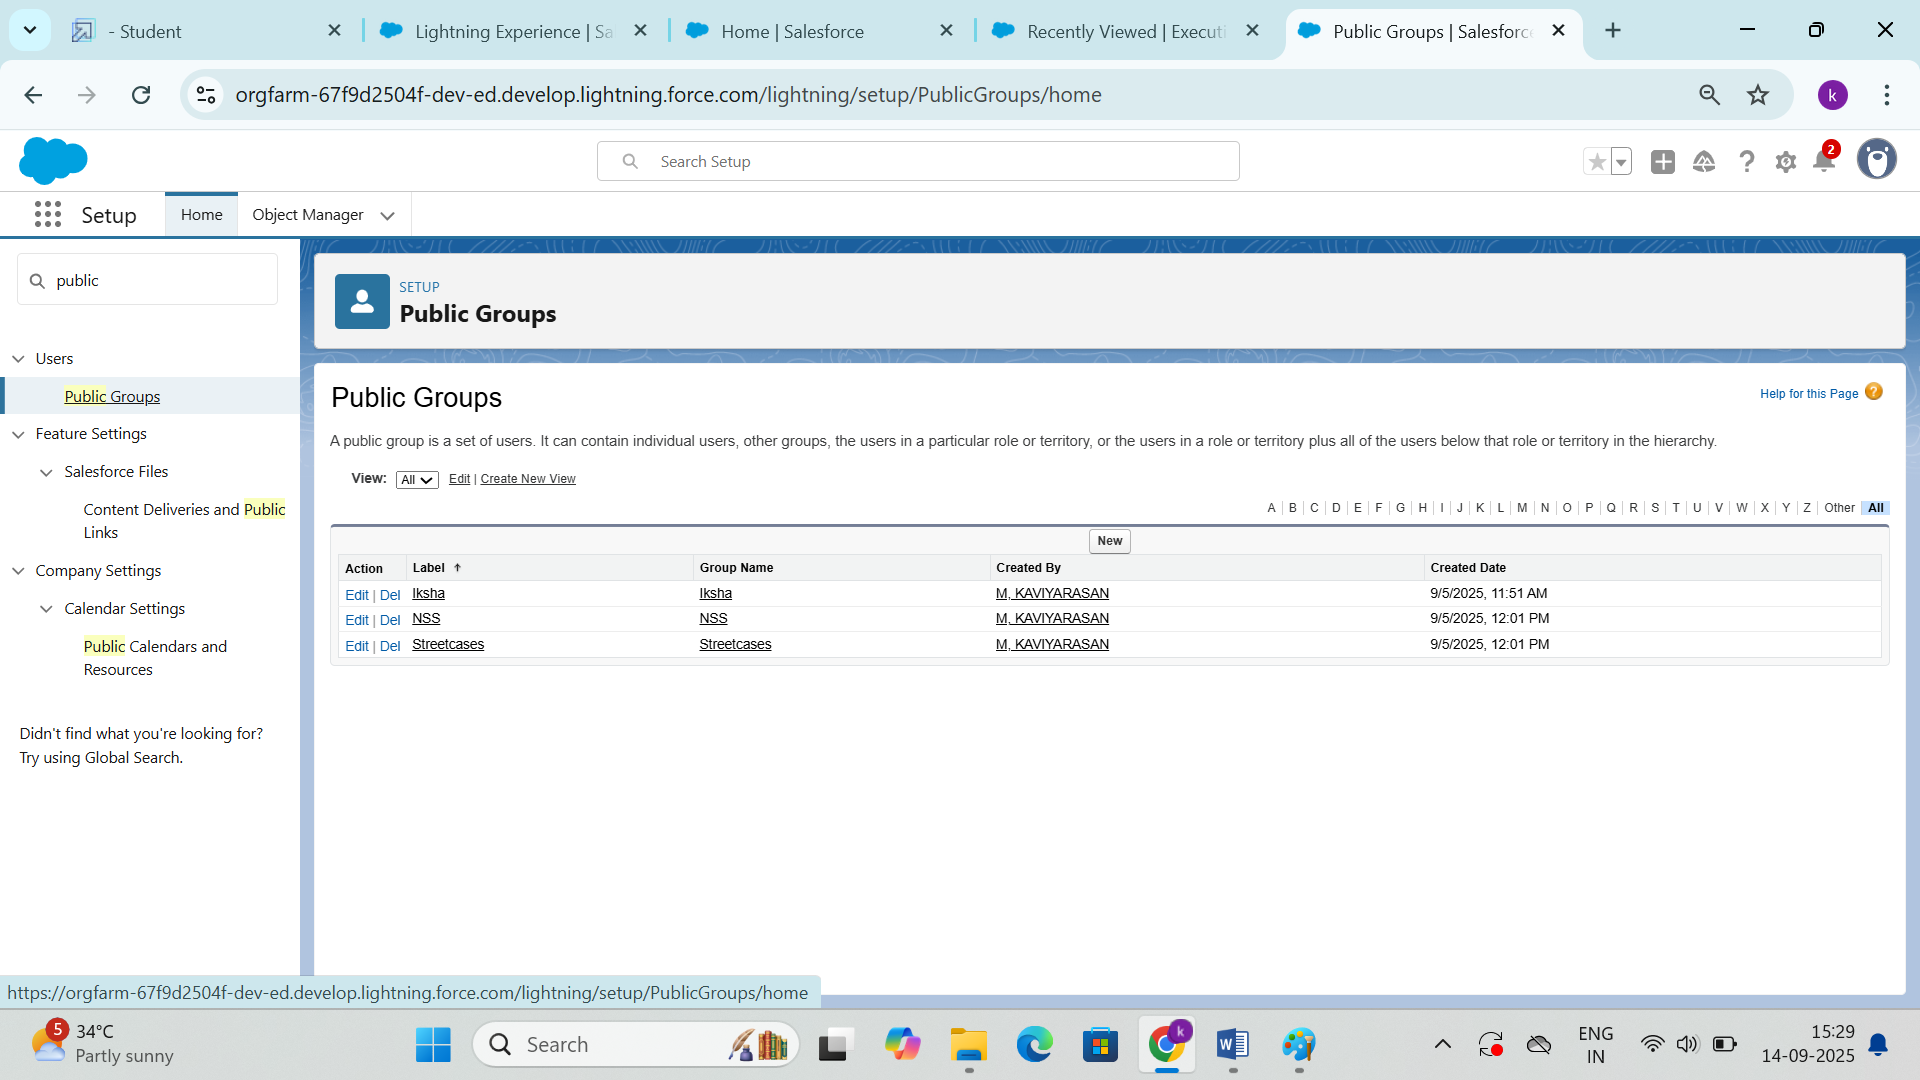 - Student
Lightning Experience | Sa
Home | Salesforce
Recently Viewed | Executi
Public Groups | Salesforc
orgfarm-67f9d2504f-dev-ed.develop.lightning.force.com/lightning/setup/PublicGroups/home
k
Search Setup
2
Setup
Home
Object Manager
public
Users
Public Groups
Feature Settings
Salesforce Files
Content Deliveries and Public
Links
Company Settings
Calendar Settings
Public Calendars and
Resources
Didn't find what you're looking for?
Try using Global Search.
SETUP
Public Groups
Public Groups
Help for this Page
A public group is a set of users. It can contain individual users, other groups, the users in a particular role or territory, or the users in a role or territory plus all of the users below that role or territory in the hierarchy.
View: All Edit | Create New View
A | B | C | D | E | F | G | H | I | J | K | L | M | N | O | P | Q | R | S | T | U | V | W | X | Y | Z | Other | All
New
Action Label Group Name Created By Created Date
Edit | Del Iksha Iksha M, KAVIYARASAN 9/5/2025, 11:51 AM
Edit | Del NSS NSS M, KAVIYARASAN 9/5/2025, 12:01 PM
Edit | Del Streetcases Streetcases M, KAVIYARASAN 9/5/2025, 12:01 PM
https://orgfarm-67f9d2504f-dev-ed.develop.lightning.force.com/lightning/setup/PublicGroups/home
5
34°C
Partly sunny
Search
k
ENG
IN
15:29
14-09-2025